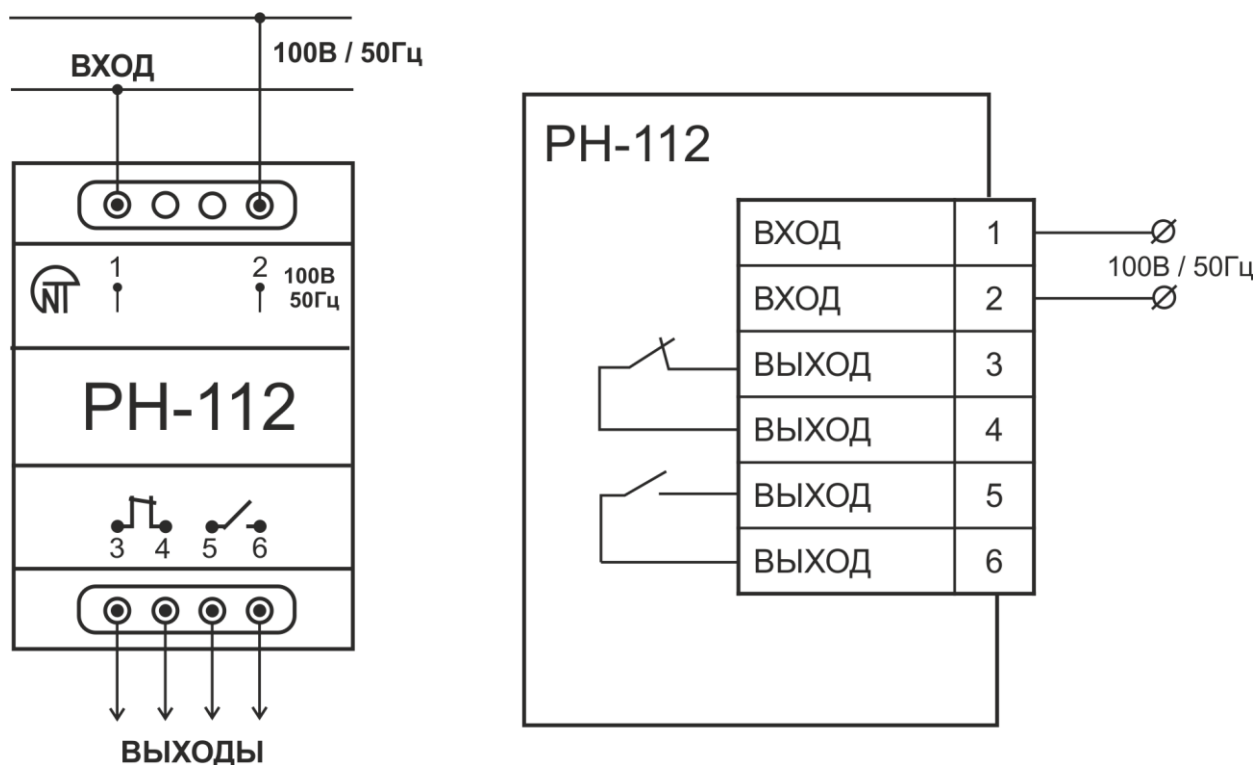 100В / 50Гц
ВХОД
1
2
100В
50Гц
NT
РН-112
3
4
5
6
ВЫХОДЫ
РН-112
ВХОД 1
ВХОД 2
ВЫХОД 3
ВЫХОД 4
ВЫХОД 5
ВЫХОД 6
100В / 50Гц